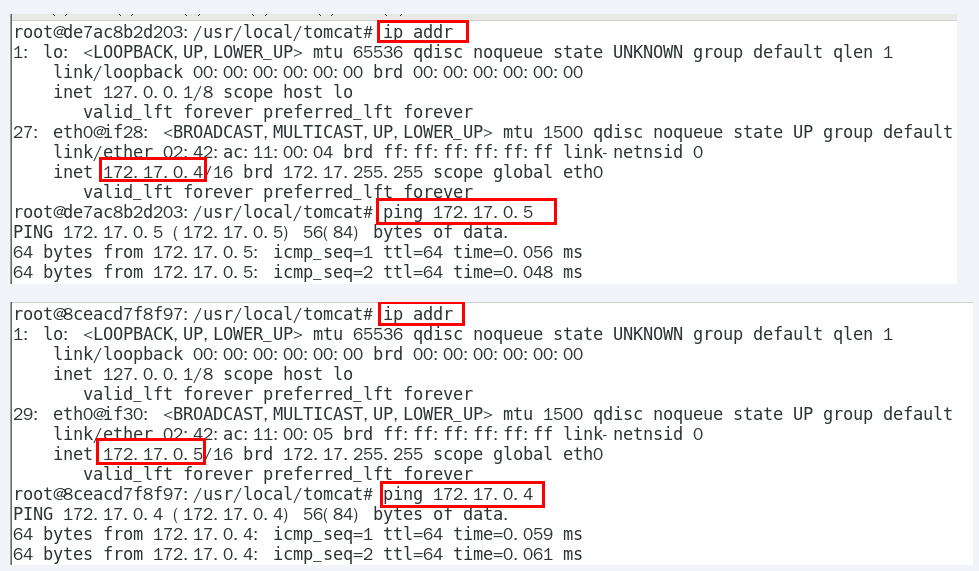 root@de7ac8b2d203:/usr/local/tomcat# ip addr
1: lo: <LOOPBACK,UP,LOWER_UP> mtu 65536 qdisc noqueue state UNKNOWN group default qlen 1
    link/loopback 00:00:00:00:00:00 brd 00:00:00:00:00:00
    inet 127.0.0.1/8 scope host lo
       valid_lft forever preferred_lft forever
27: eth0@if28: <BROADCAST,MULTICAST,UP,LOWER_UP> mtu 1500 qdisc noqueue state UP group default
    link/ether 02:42:ac:11:00:04 brd ff:ff:ff:ff:ff:ff link-netnsid 0
    inet 172.17.0.4/16 brd 172.17.255.255 scope global eth0
       valid_lft forever preferred_lft forever
root@de7ac8b2d203:/usr/local/tomcat# ping 172.17.0.5
PING 172.17.0.5 (172.17.0.5) 56(84) bytes of data.
64 bytes from 172.17.0.5: icmp_seq=1 ttl=64 time=0.056 ms
64 bytes from 172.17.0.5: icmp_seq=2 ttl=64 time=0.048 ms
root@8ceacd7f8f97:/usr/local/tomcat# ip addr
1: lo: <LOOPBACK,UP,LOWER_UP> mtu 65536 qdisc noqueue state UNKNOWN group default qlen 1
    link/loopback 00:00:00:00:00:00 brd 00:00:00:00:00:00
    inet 127.0.0.1/8 scope host lo
       valid_lft forever preferred_lft forever
29: eth0@if30: <BROADCAST,MULTICAST,UP,LOWER_UP> mtu 1500 qdisc noqueue state UP group default
    link/ether 02:42:ac:11:00:05 brd ff:ff:ff:ff:ff:ff link-netnsid 0
    inet 172.17.0.5/16 brd 172.17.255.255 scope global eth0
       valid_lft forever preferred_lft forever
root@8ceacd7f8f97:/usr/local/tomcat# ping 172.17.0.4
PING 172.17.0.4 (172.17.0.4) 56(84) bytes of data.
64 bytes from 172.17.0.4: icmp_seq=1 ttl=64 time=0.059 ms
64 bytes from 172.17.0.4: icmp_seq=2 ttl=64 time=0.061 ms